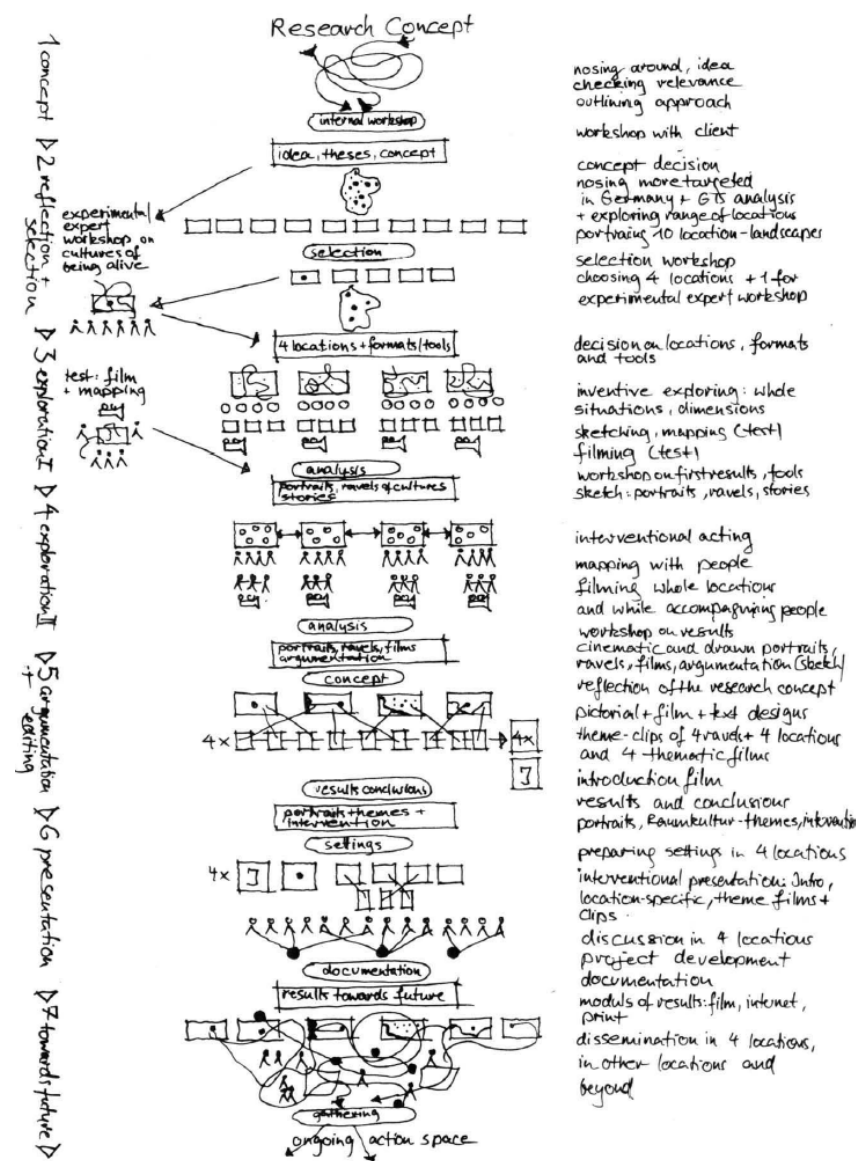 Research Concept
internal workshop
idea, theses, concept
selection
4 locations + formats/tools
analysis
portraits, ravels of cultures
stories
analysis
portraits, ravels, films
argumentation
concept
4x
4x
J
results conclusions
portraits themes +
intervention
settings
4x
J
documentation
results towards future
gathering
ongoing action space
1 concept
2 reflection +
selection
3 exploration I
4 exploration II
5 argumentation
+ editing
6 presentation
7 towards future
experimental
expert
workshop on
cultures of
being alive
test: film
+ mapping
nosing around, idea
checking relevance
outlining approach
workshop with client
concept decision
nosing more targeted
in Germany + GIS analysis
+ exploring range of locations
portraing 10 location-landscapes
selection workshop
choosing 4 locations + 1 for
experimental expert workshop
decision on locations, formats
and tools
inventive exploring: whole
situations, dimensions
sketching, mapping (test)
filming (test)
workshop on first results, tools
sketch: portraits, ravels, stories
interventional acting
mapping with people
filming whole locations
and while accompagniing people
workshop on results
cinematic and drawn portraits,
ravels, films, argumentation (sketch)
reflection of the research concept
pictorial + film + text designs
theme-clips of 4 ravels + 4 locations
and 4 - thematic films
introduction film
results and conclusions
portraits, Raumkultur-themes, interventio
preparing settings in 4 locations
interventional presentation: Intro,
location-specific, theme films +
clips.
discussion in 4 locations
project development
documentation
moduls of results: film, internet,
print
dissemination in 4 locations,
in other locations and
beyond